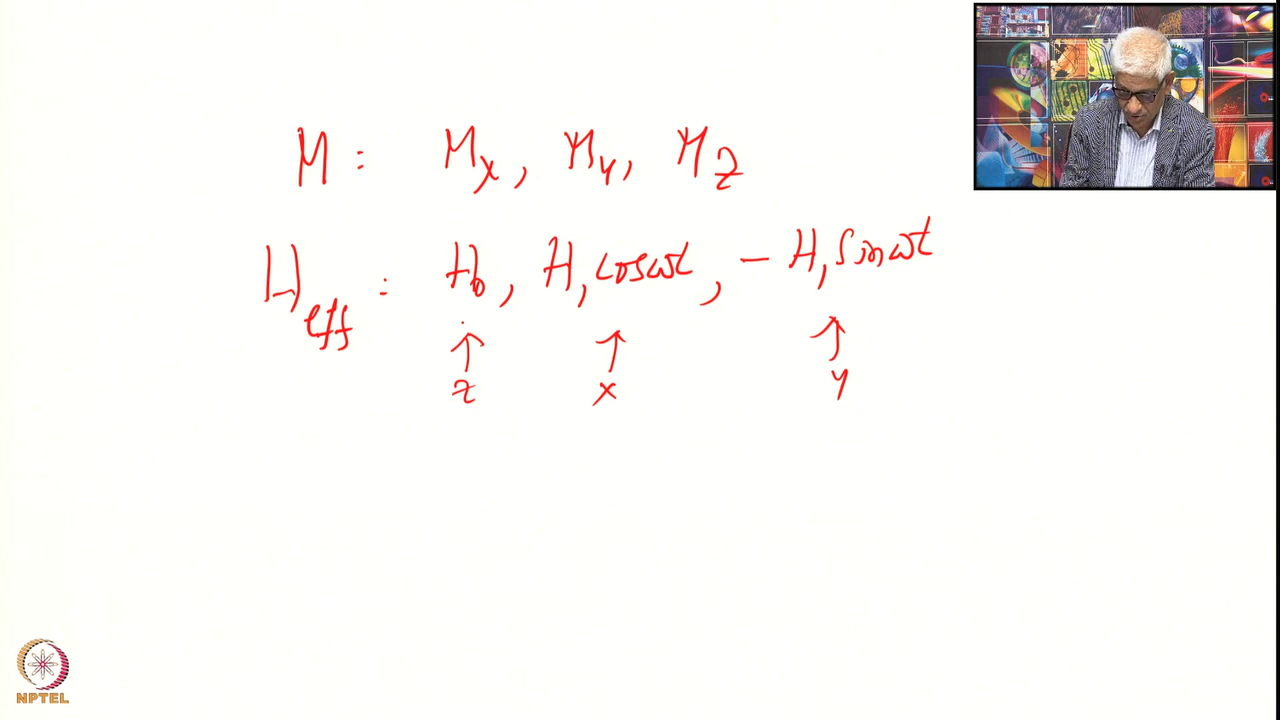 M : Mx, My, Mz
Heff : H0, H1 cosωt, - H1 sinωt
↑ ↑ ↑
z x y
NPTEL